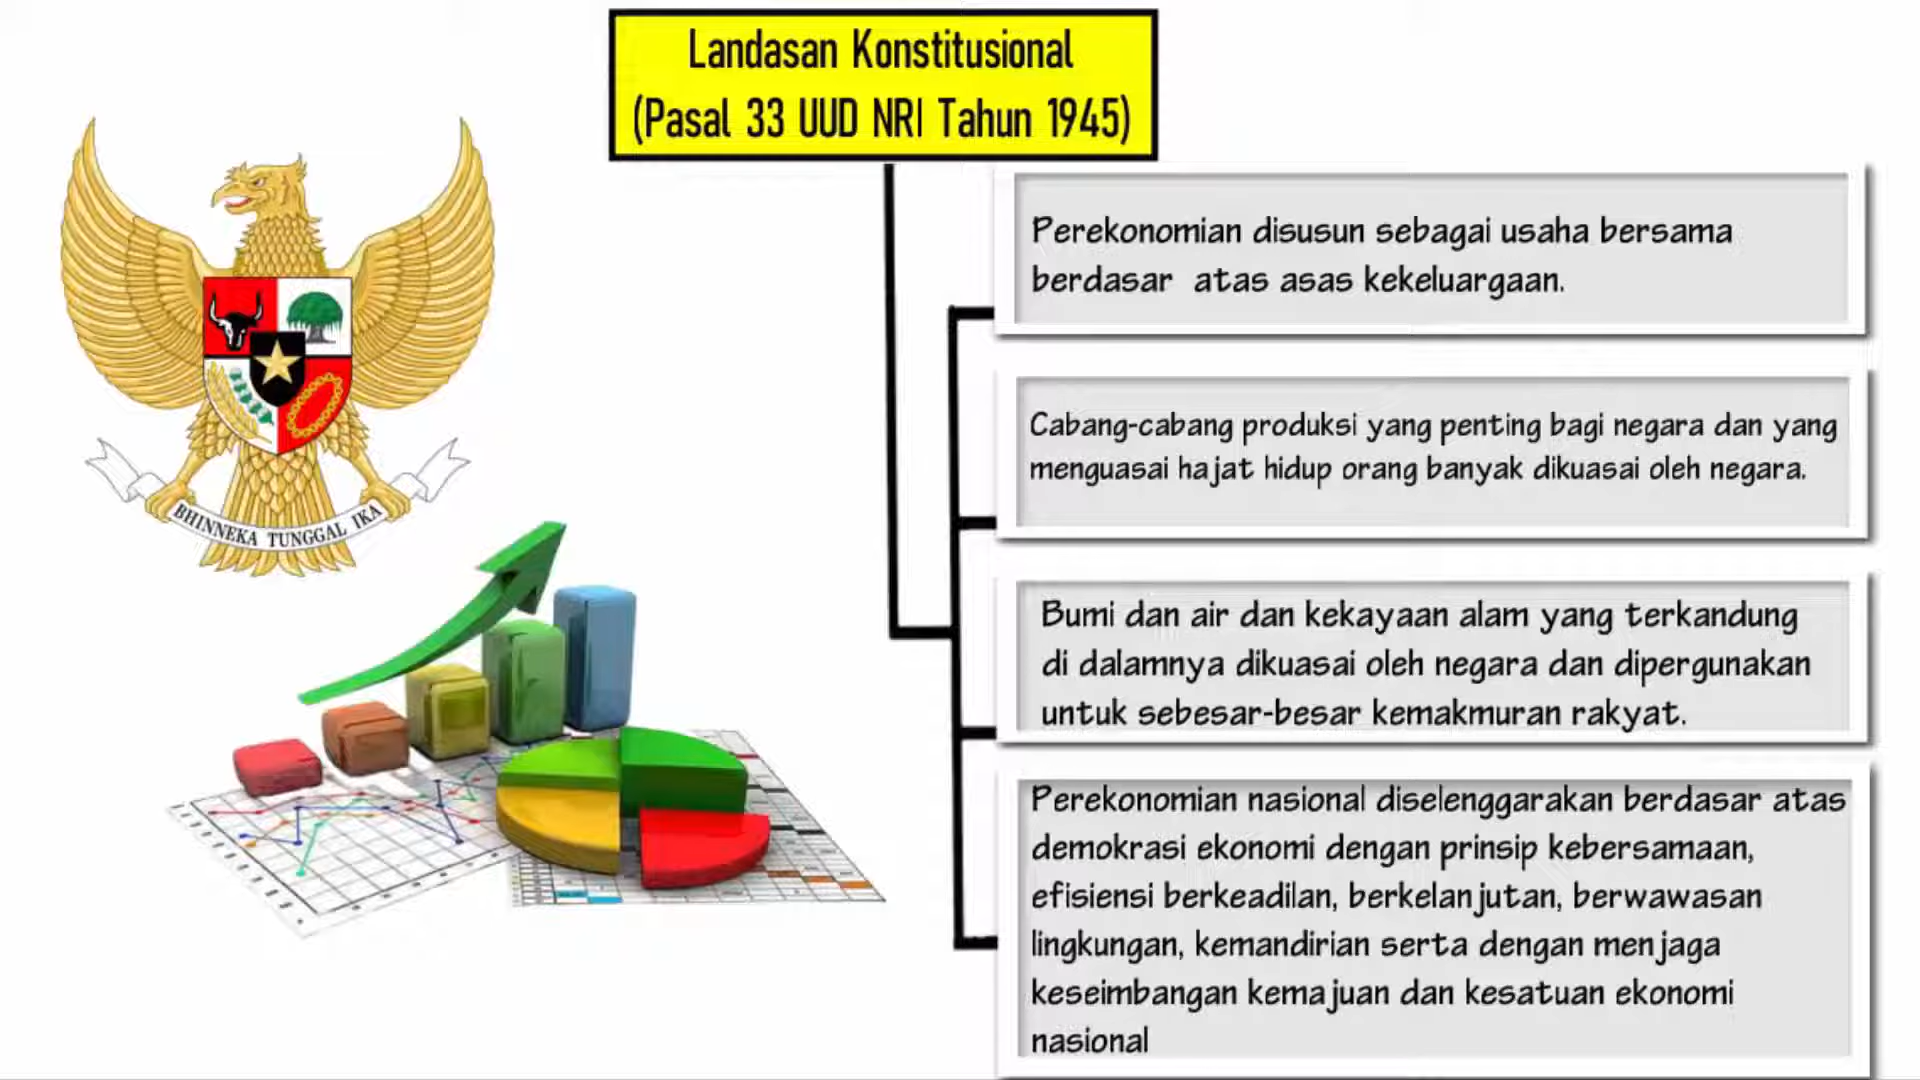 Landasan Konstitusional
(Pasal 33 UUD NRI Tahun 1945)
Perekonomian disusun sebagai usaha bersama
berdasar atas asas kekeluargaan.
Cabang-cabang produksi yang penting bagi negara dan yang
menguasai hajat hidup orang banyak dikuasai oleh negara.
Bumi dan air dan kekayaan alam yang terkandung
di dalamnya dikuasai oleh negara dan dipergunakan
untuk sebesar-besar kemakmuran rakyat.
Perekonomian nasional diselenggarakan berdasar atas
demokrasi ekonomi dengan prinsip kebersamaan,
efisiensi berkeadilan, berkelanjutan, berwawasan
lingkungan, kemandirian serta dengan menjaga
keseimbangan kemajuan dan kesatuan ekonomi
nasional
BHINNEKA TUNGGAL IKA